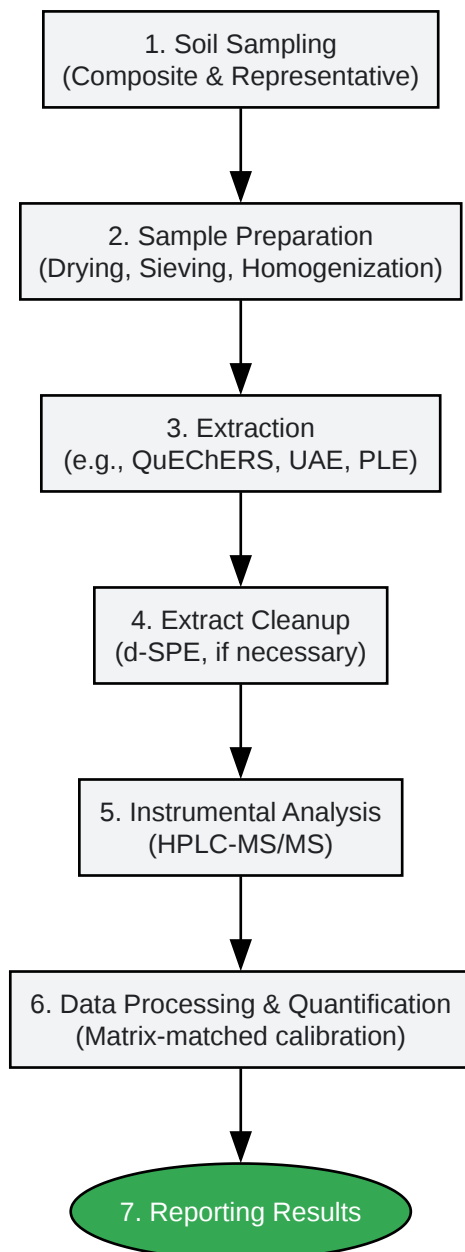 1. Soil Sampling
(Composite & Representative)
2. Sample Preparation
(Drying, Sieving, Homogenization)
3. Extraction
(e.g., QuEChERS, UAE, PLE)
4. Extract Cleanup
(d-SPE, if necessary)
5. Instrumental Analysis
(HPLC-MS/MS)
6. Data Processing & Quantification
(Matrix-matched calibration)
7. Reporting Results